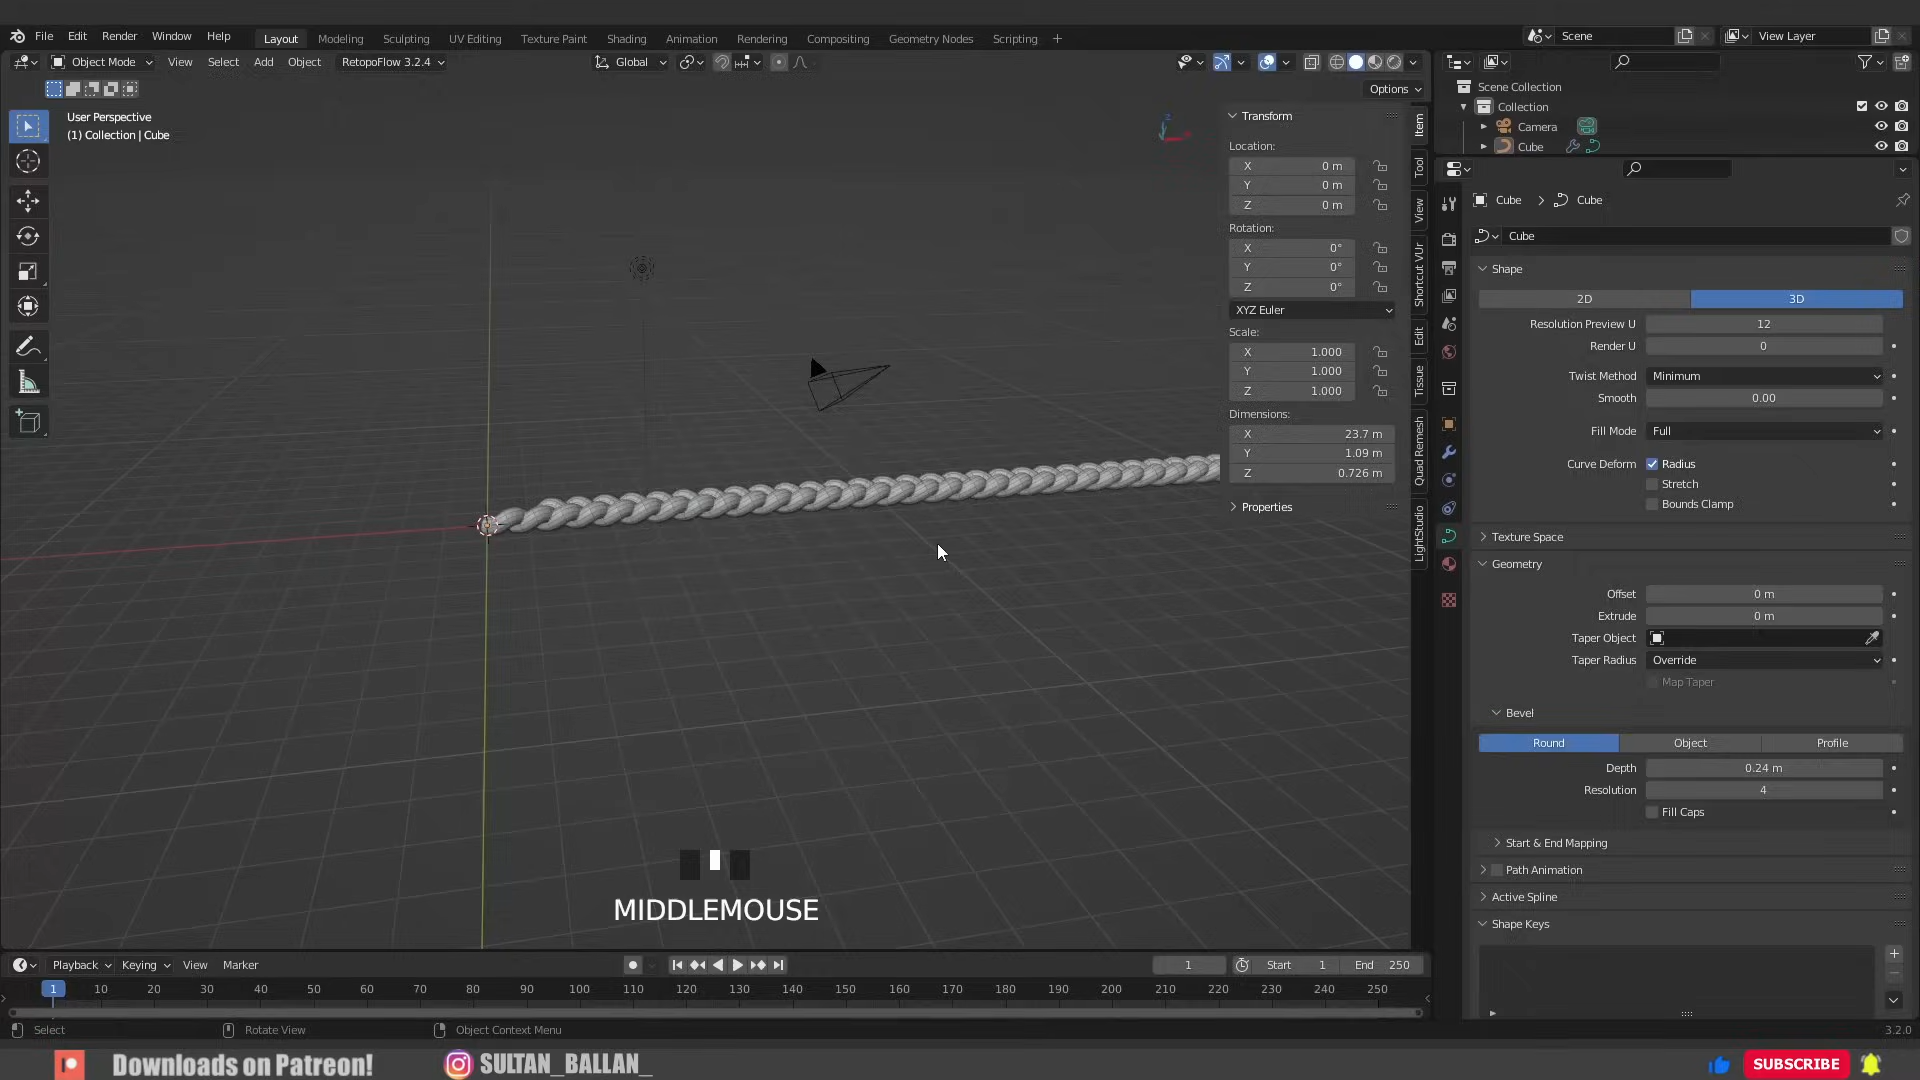 File Edit Render Window Help Layout Modeling Sculpting UV Editing Texture Paint Shading Animation Rendering Compositing Geometry Nodes Scripting + Scene View Layer
Object Mode View Select Add Object RetopoFlow 3.2.4 Global
Options
User Perspective
(1) Collection | Cube
Transform
Location:
X 0 m
Y 0 m
Z 0 m
Rotation:
X 0°
Y 0°
Z 0°
XYZ Euler
Scale:
X 1.000
Y 1.000
Z 1.000
Dimensions:
X 23.7 m
Y 1.09 m
Z 0.726 m
Properties
Item
Tool
View
Shortcut VUr
Edit
Tissue
Quad Remesh
LightStudio
Scene Collection
Collection
Camera
Cube
Cube > Cube
Cube
Shape
2D 3D
Resolution Preview U 12
Render U 0
Twist Method Minimum
Smooth 0.00
Fill Mode Full
Curve Deform Radius
Stretch
Bounds Clamp
Texture Space
Geometry
Offset 0 m
Extrude 0 m
Taper Object
Taper Radius Override
Map Taper
Bevel
Round Object Profile
Depth 0.24 m
Resolution 4
Fill Caps
Start & End Mapping
Path Animation
Active Spline
Shape Keys
MIDDLEMOUSE
Playback Keying View Marker 1 Start 1 End 250
1 10 20 30 40 50 60 70 80 90 100 110 120 130 140 150 160 170 180 190 200 210 220 230 240 250
Select Rotate View Object Context Menu 3.2.0
Downloads on Patreon! SULTAN_BALLAN_ SUBSCRIBE